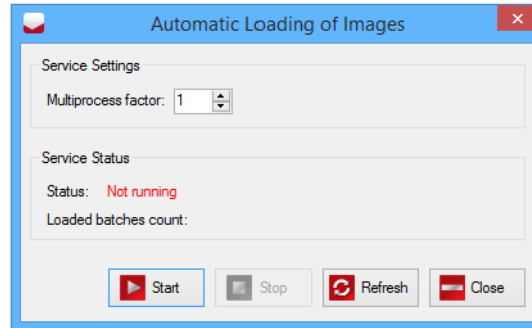 Automatic Loading of Images
Service Settings
Multiprocess factor: 1
Service Status
Status: Not running
Loaded batches count:
Start Stop Refresh Close